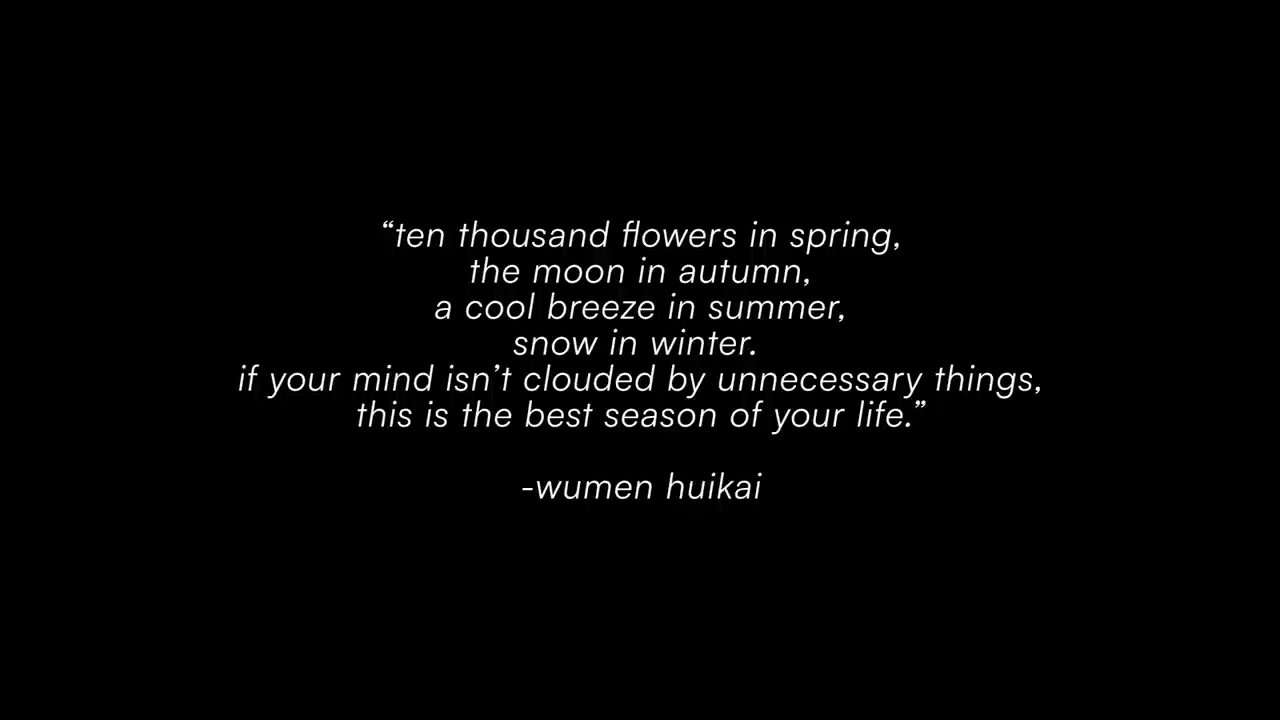 “ten thousand flowers in spring,
the moon in autumn,
a cool breeze in summer,
snow in winter.
if your mind isn’t clouded by unnecessary things,
this is the best season of your life.”
-wumen huikai